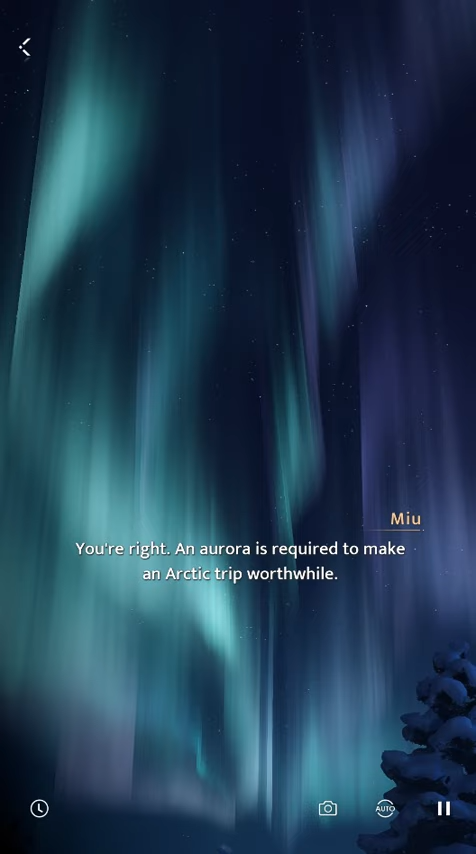 Miu
You're right. An aurora is required to make
an Arctic trip worthwhile.
AUTO